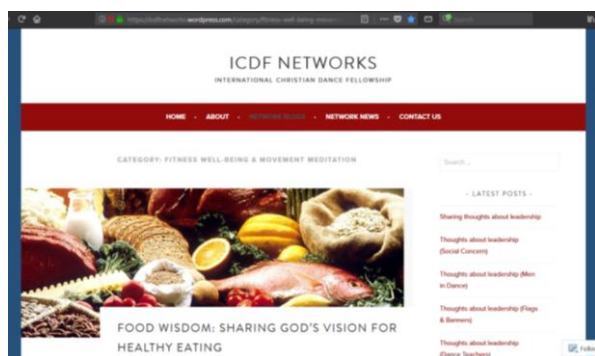 ICDF NETWORKS
INTERNATIONAL CHRISTIAN DANCE FELLOWSHIP
HOME · ABOUT · NETWORK BLOGS · NETWORK NEWS · CONTACT US
CATEGORY: FITNESS WELL-BEING & MOVEMENT MEDITATION
Search ...
- LATEST POSTS -
Sharing thoughts about leadership
Thoughts about leadership
(Social Concern)
Thoughts about leadership (Men
in Dance)
Thoughts about leadership (Flags
& Banners)
Thoughts about leadership
(Dance Teachers)
FOOD WISDOM: SHARING GOD'S VISION FOR
HEALTHY EATING